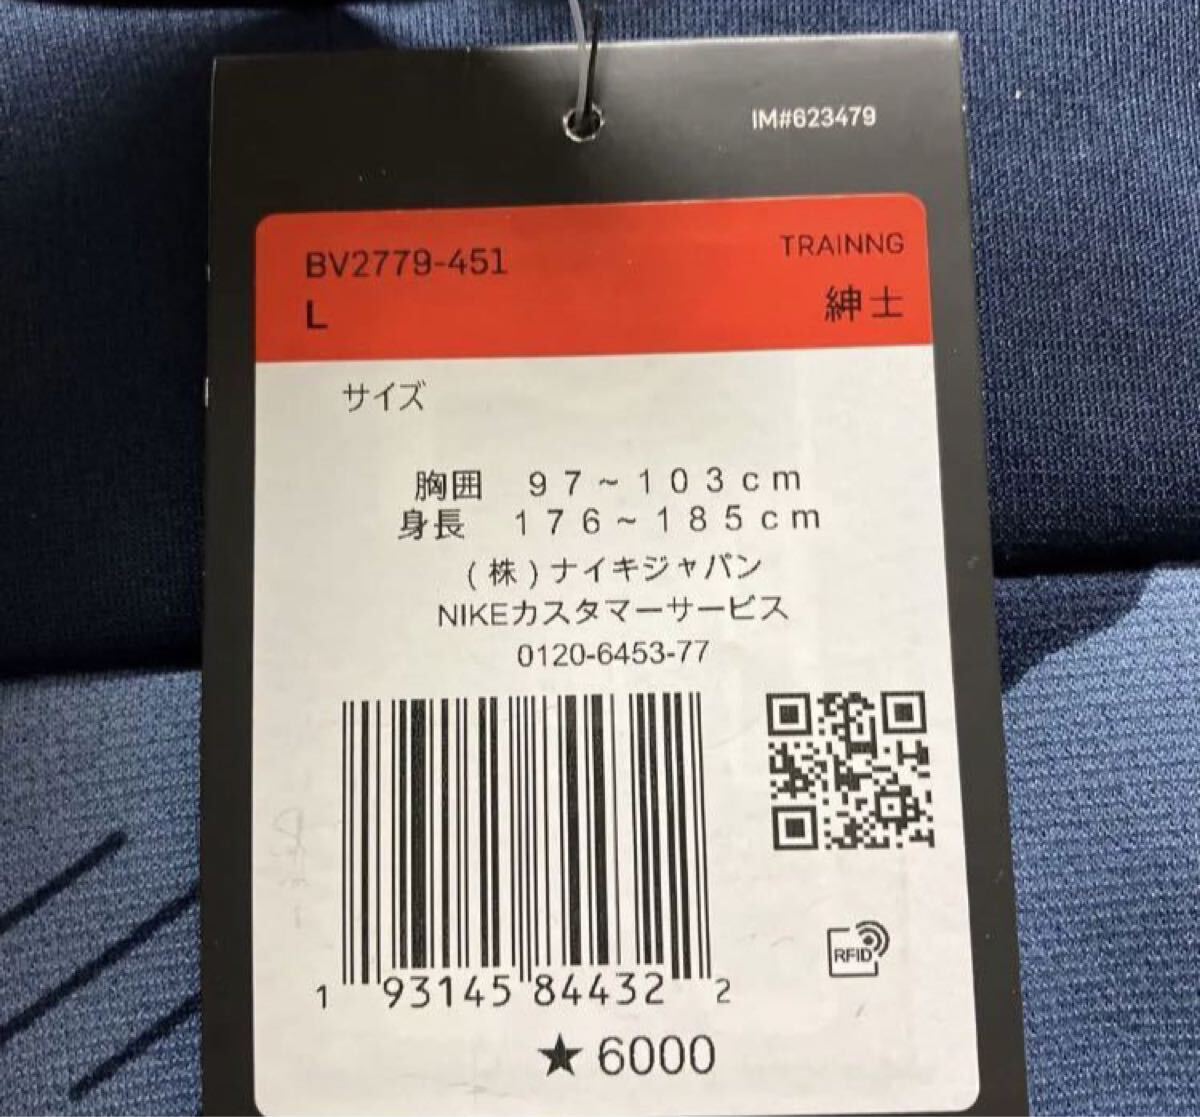 IM#623479
BV2779-451
TRAINNG
L
紳士
サイズ
胸囲　９７~１０３ｃｍ
身長　１７６~１８５ｃｍ
(株)ナイキジャパン
NIKEカスタマーサービス
0120-6453-77
RFID
1 93145 84432 2
★6000